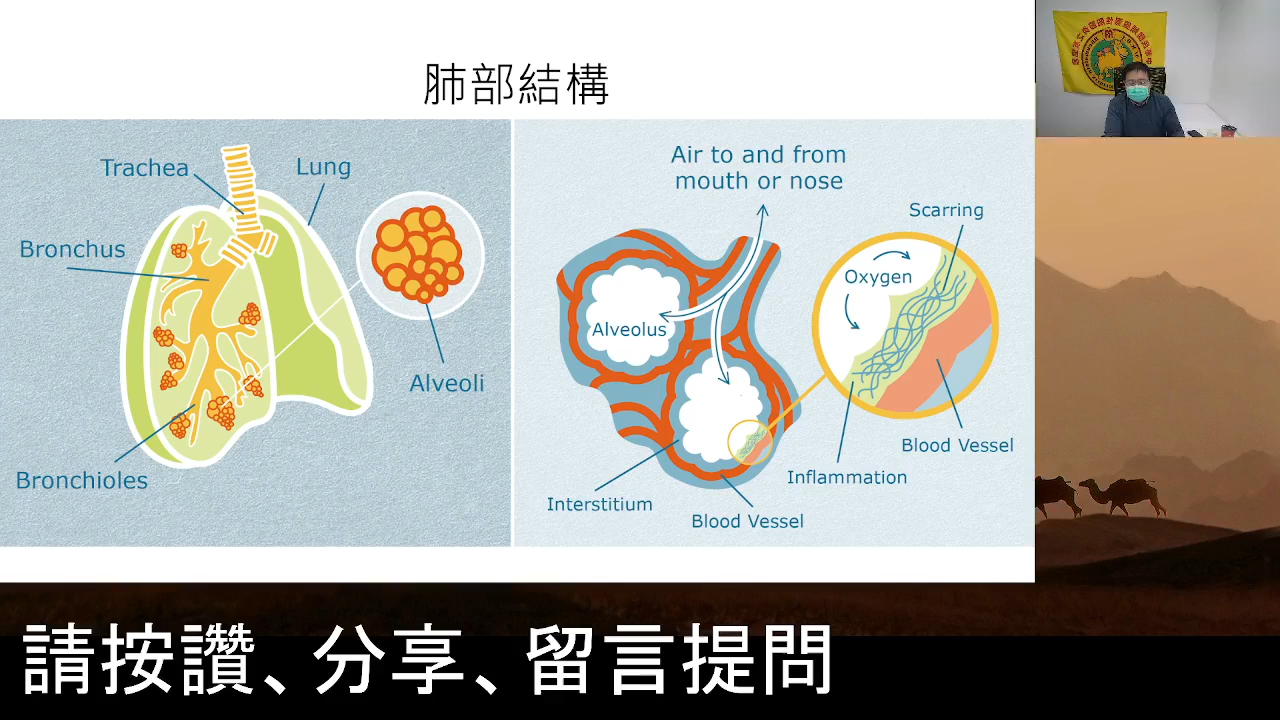 肺部結構
Trachea
Lung
Bronchus
Alveoli
Bronchioles
Air to and from
mouth or nose
Scarring
Oxygen
Alveolus
Blood Vessel
Inflammation
Interstitium
Blood Vessel
請按讚、分享、留言提問